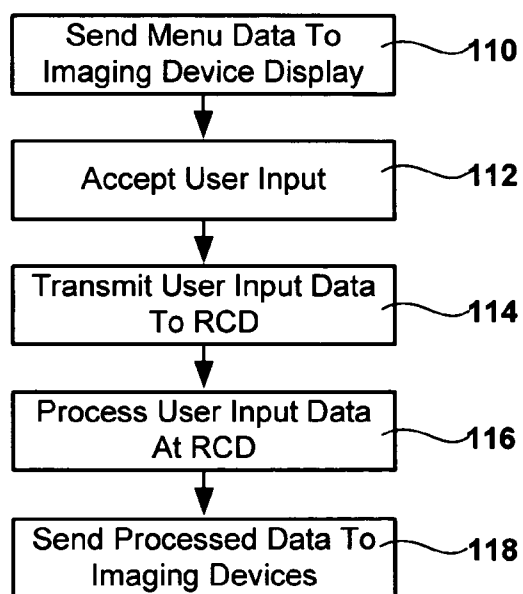 Send Menu Data To
Imaging Device Display
110
Accept User Input
112
Transmit User Input Data
To RCD
114
Process User Input Data
At RCD
116
Send Processed Data To
Imaging Devices
118